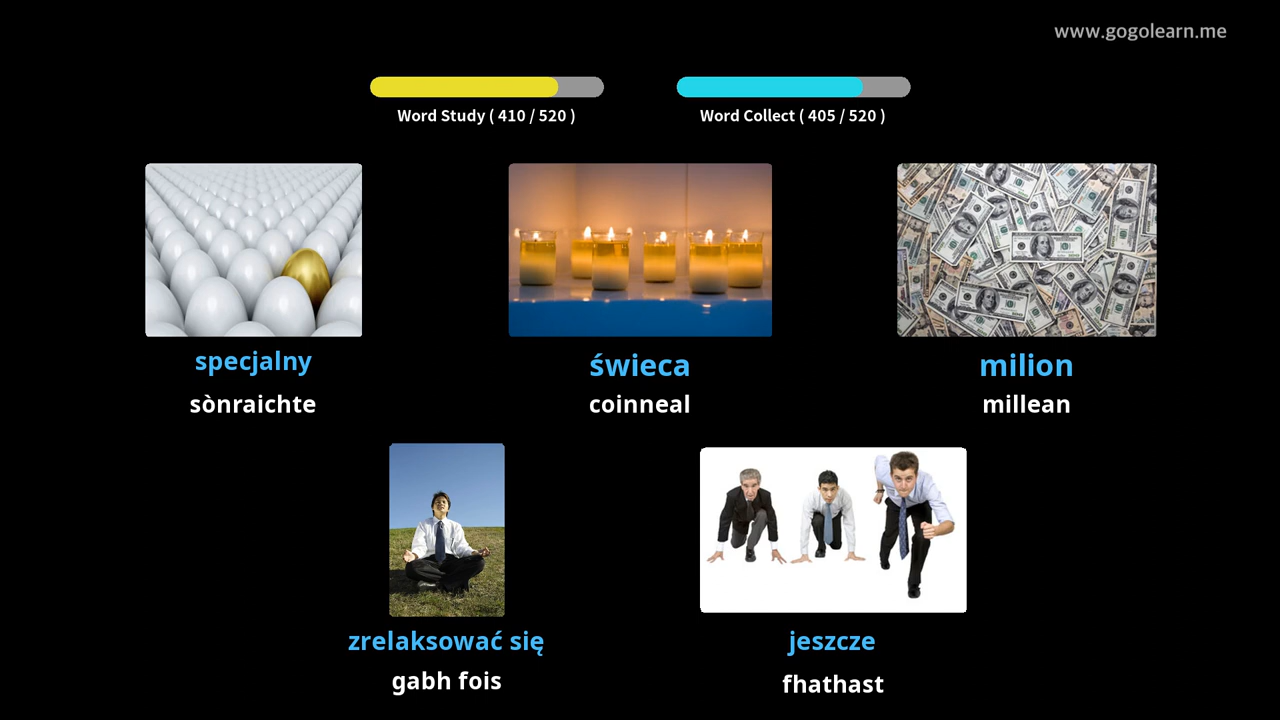 www.gogolearn.me
Word Study ( 410 / 520 )
Word Collect ( 405 / 520 )
specjalny
świeca
milion
sònraichte
coinneal
millean
zrelaksować się
jeszcze
gabh fois
fhathast